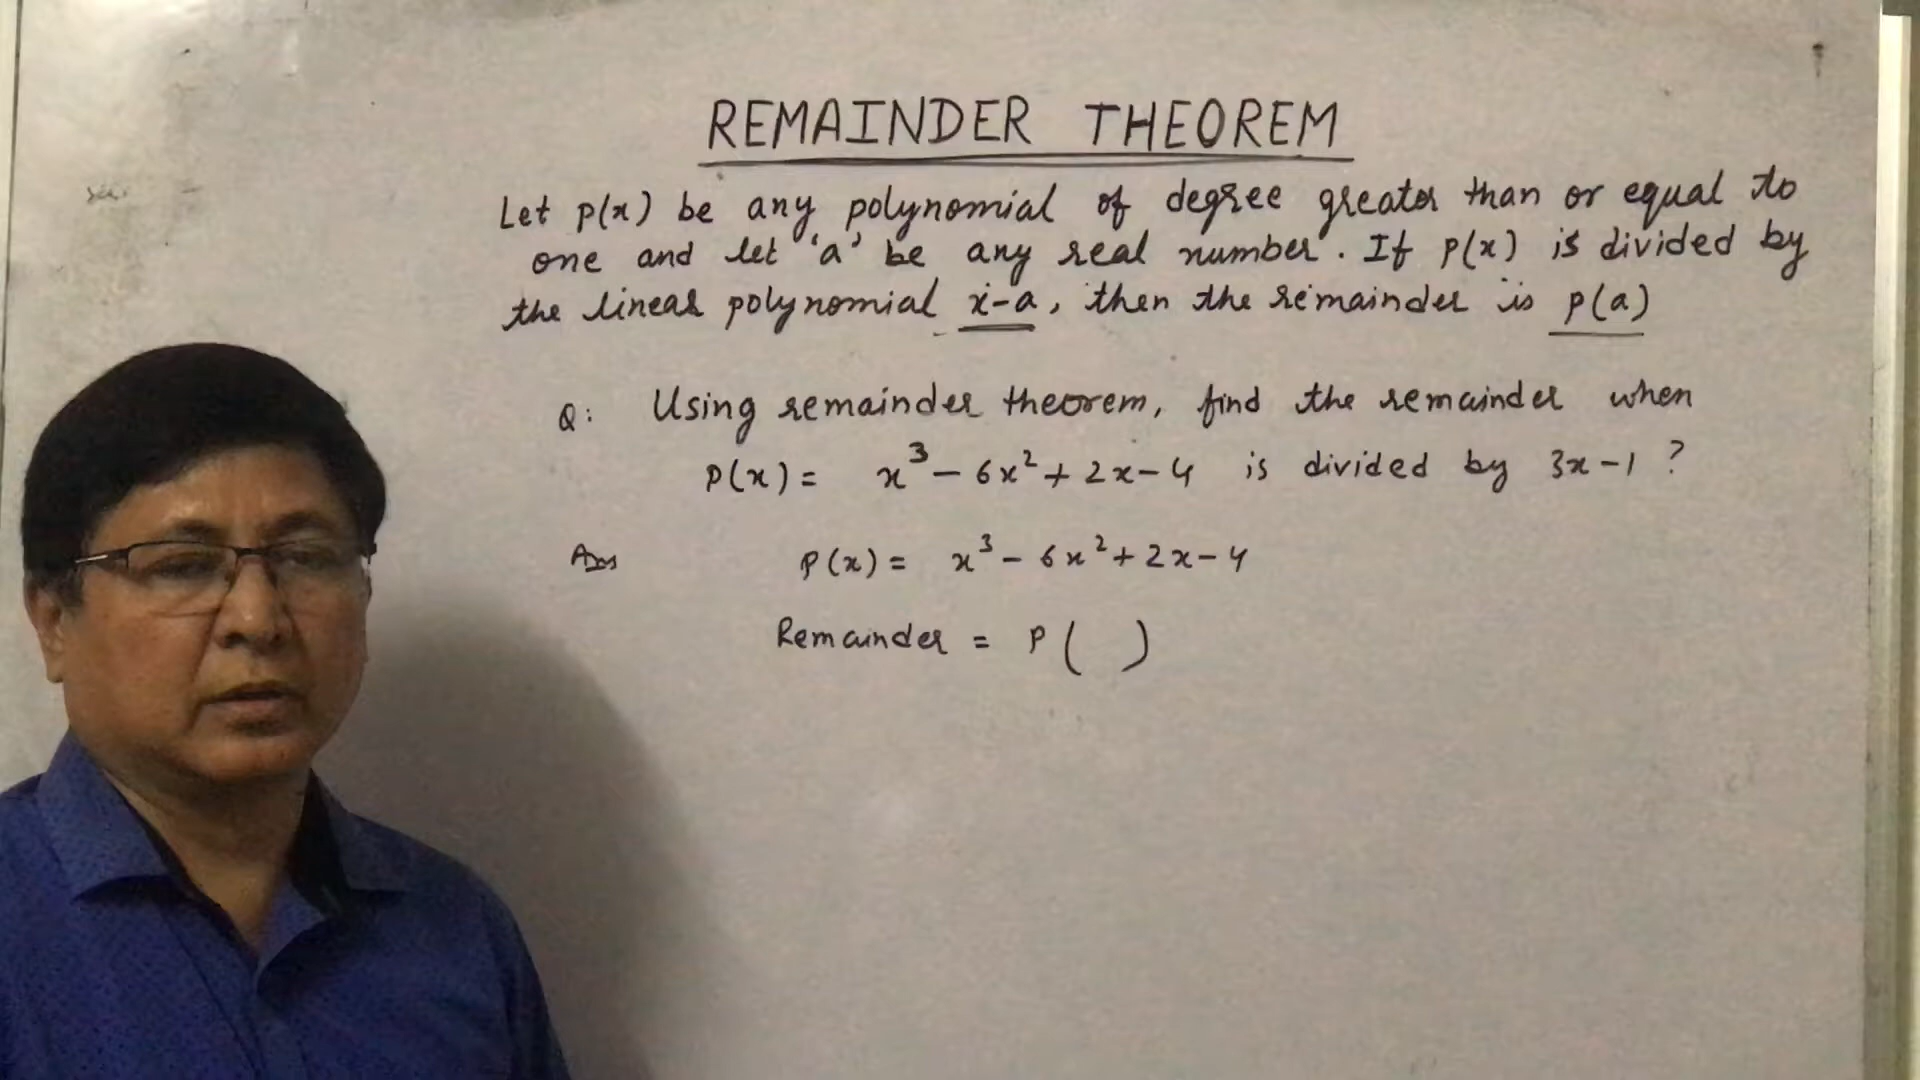 REMAINDER THEOREM
Let p(x) be any polynomial of degree greater than or equal to
one and let 'a' be any real number. If p(x) is divided by
the linear polynomial x-a, then the remainder is p(a)
Q: Using remainder theorem, find the remainder when
p(x) = x³ - 6x² + 2x - 4 is divided by 3x - 1 ?
Ans p(x) = x³ - 6x² + 2x - 4
Remainder = P ( )